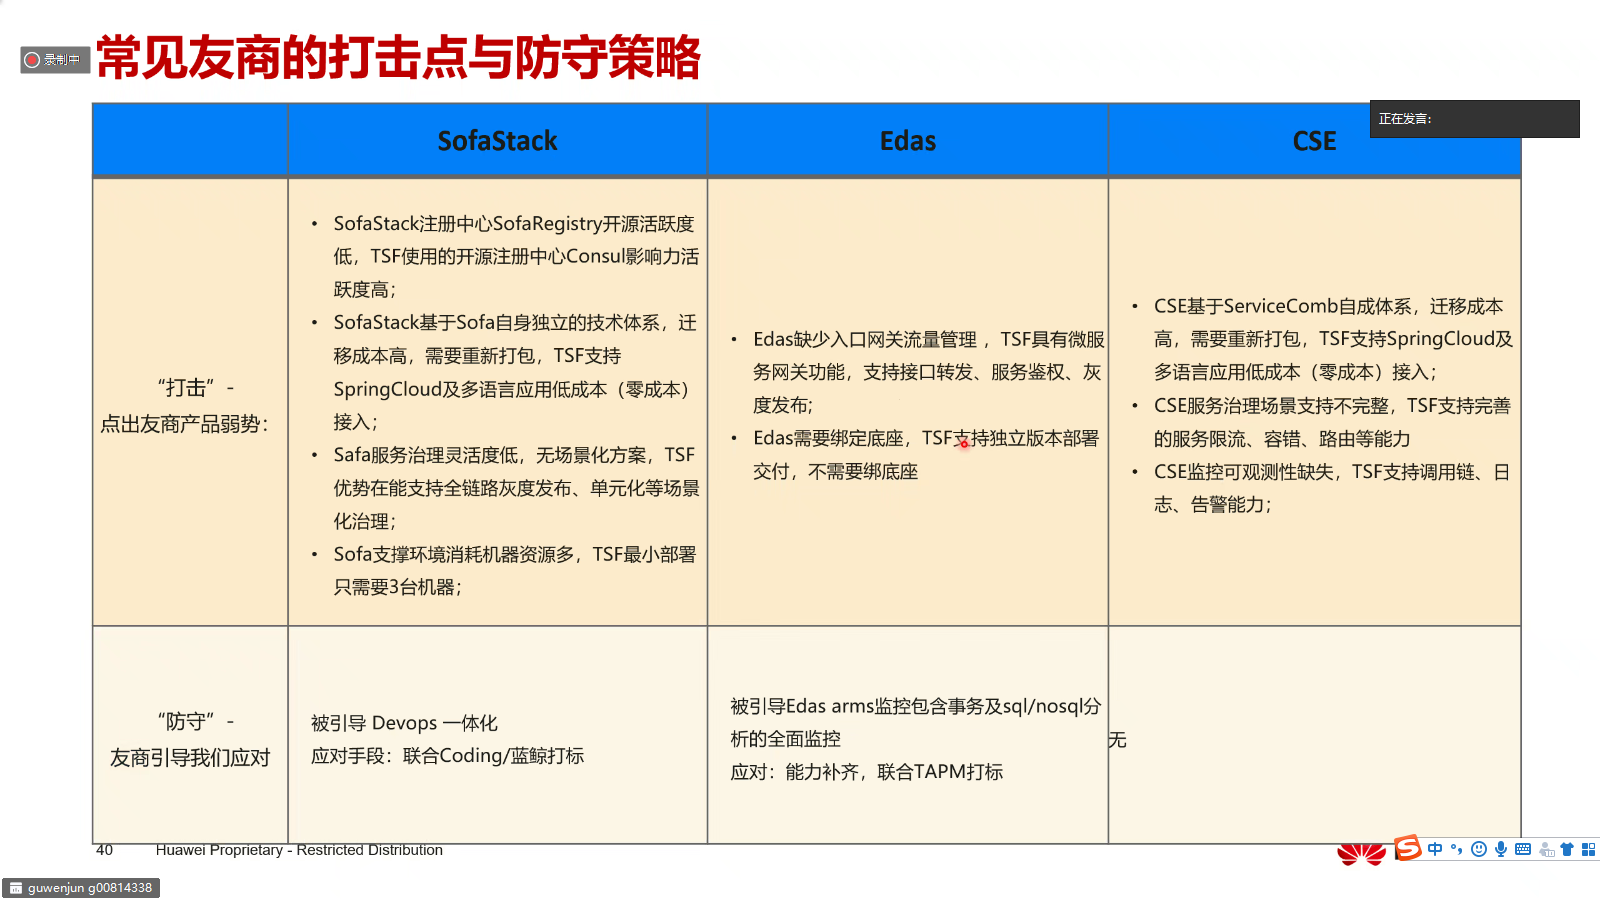 录制中
常见友商的打击点与防守策略
正在发言:
SofaStack
Edas
CSE
“打击” -
点出友商产品弱势：
• SofaStack注册中心SofaRegistry开源活跃度
低，TSF使用的开源注册中心Consul影响力活
跃度高；
• SofaStack基于Sofa自身独立的技术体系，迁
移成本高，需要重新打包，TSF支持
SpringCloud及多语言应用低成本（零成本）
接入；
• Safa服务治理灵活度低，无场景化方案，TSF
优势在能支持全链路灰度发布、单元化等场景
化治理；
• Sofa支撑环境消耗机器资源多，TSF最小部署
只需要3台机器；
• Edas缺少入口网关流量管理 ，TSF具有微服
务网关功能，支持接口转发、服务鉴权、灰
度发布;
• Edas需要绑定底座，TSF支持独立版本部署
交付，不需要绑底座
• CSE基于ServiceComb自成体系，迁移成本
高，需要重新打包，TSF支持SpringCloud及
多语言应用低成本（零成本）接入；
• CSE服务治理场景支持不完整，TSF支持完善
的服务限流、容错、路由等能力
• CSE监控可观测性缺失，TSF支持调用链、日
志、告警能力；
“防守” -
友商引导我们应对
被引导 Devops 一体化
应对手段：联合Coding/蓝鲸打标
被引导Edas arms监控包含事务及sql/nosql分
析的全面监控
应对：能力补齐，联合TAPM打标
无
40
Huawei Proprietary - Restricted Distribution
中
guwenjun g00814338